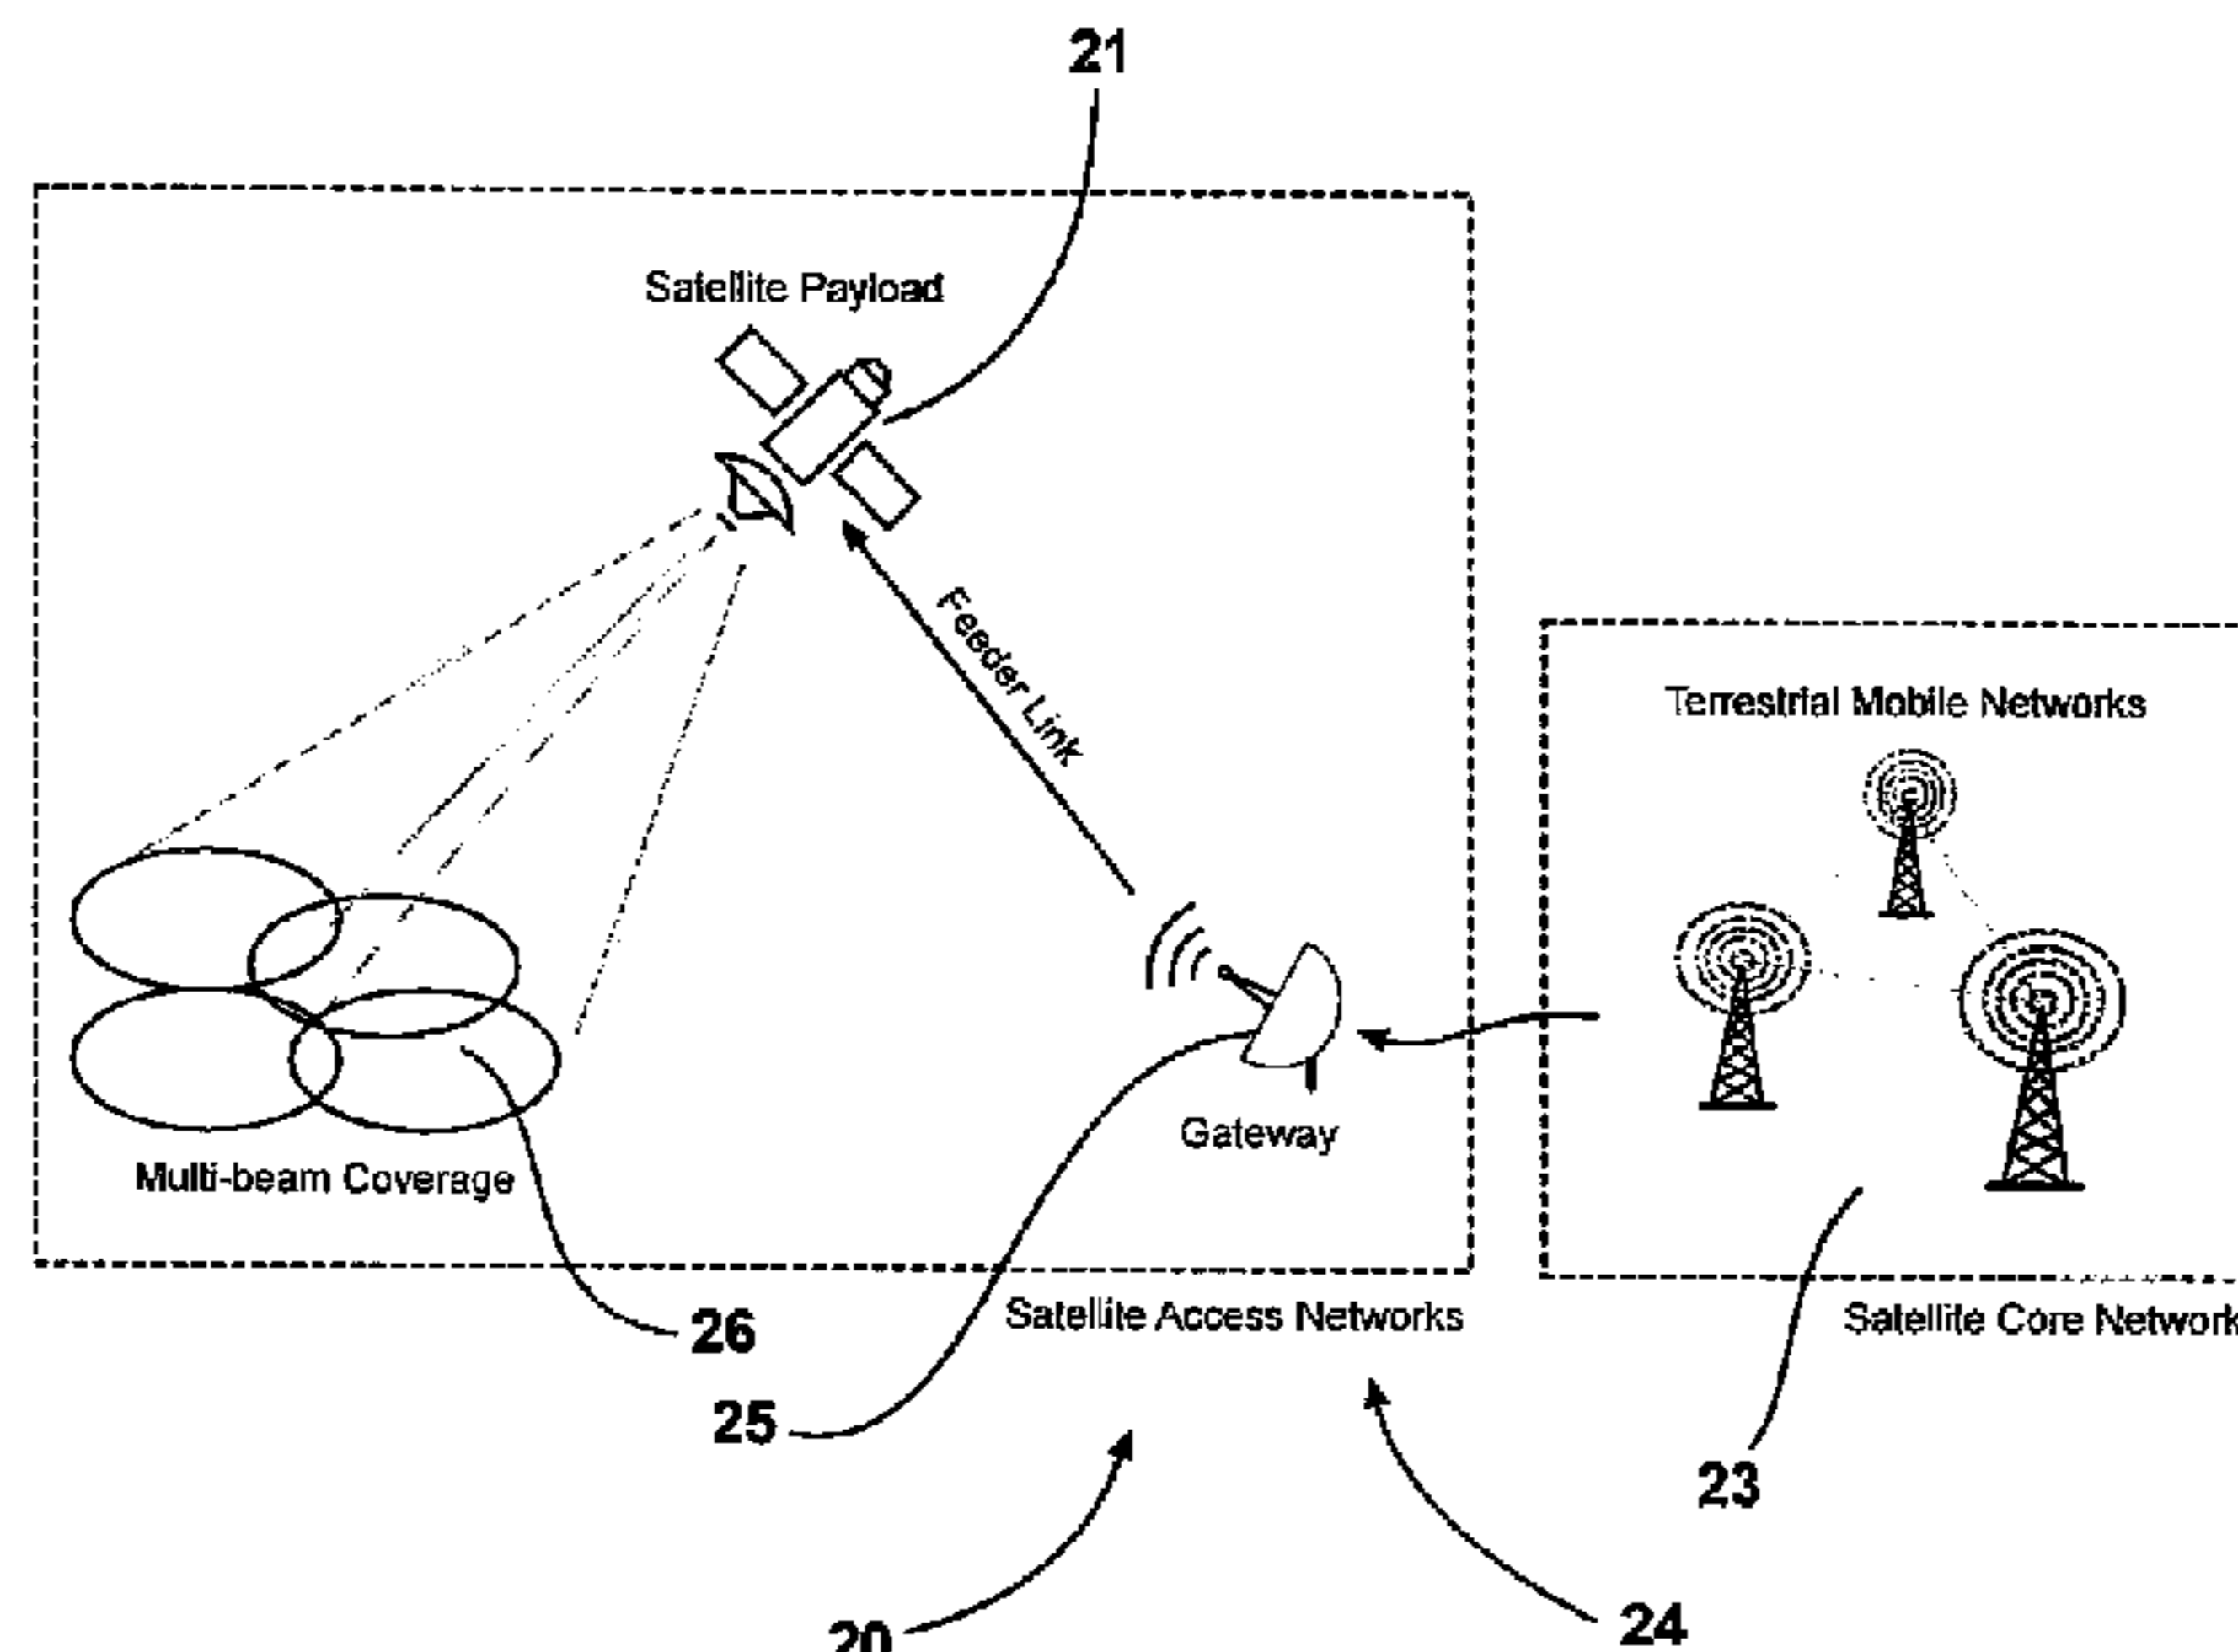 21
Satellite Payload
Feeder Link
Terrestrial Mobile Networks
Gateway
Multi-beam Coverage
Satellite Access Networks
Satellite Core Network
26
25
23
20
24